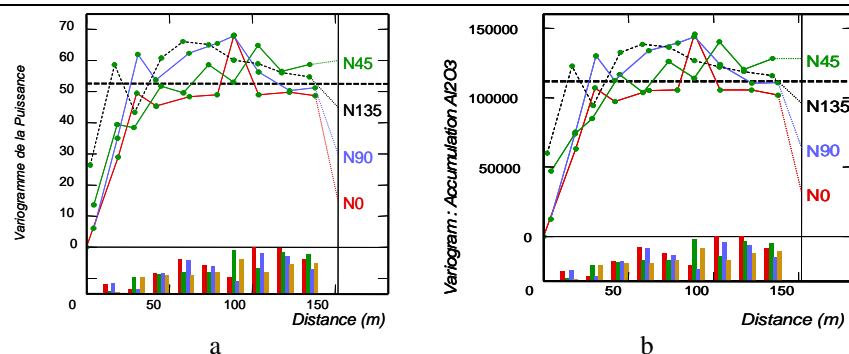 Variogramme de la Puissance
70
60
50
40
30
20
10
0
N45
N135
N90
N0
0
50
100
150
Distance (m)
a
Variogram : Accumulation Al2O3
150000
100000
50000
0
N45
N135
N90
N0
0
50
100
150
Distance (m)
b